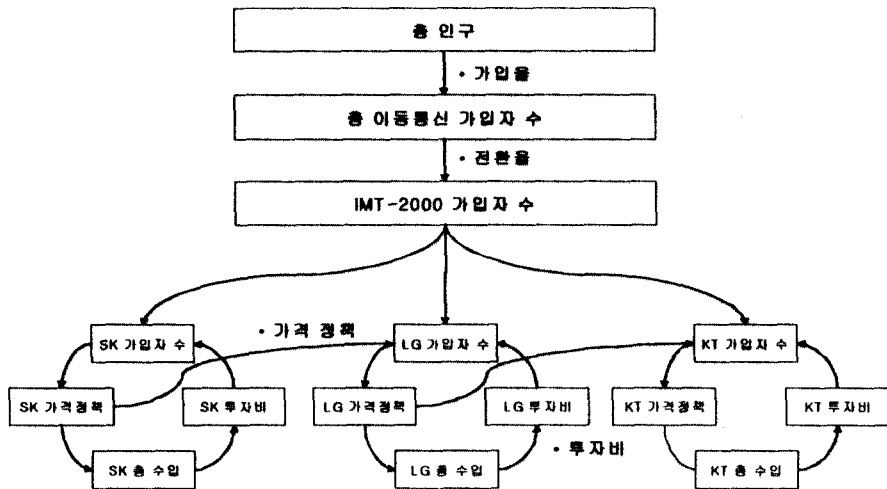 총 인구
• 가입율
총 이동통신 가입자 수
• 전환율
IMT-2000 가입자 수
• 가격 정책
SK 가입자 수
LG 가입자 수
KT 가입자 수
SK 가격정책
SK 투자비
LG 가격정책
LG 투자비
KT 가격정책
KT 투자비
• 투자비
SK 총 수입
LG 총 수입
KT 총 수입